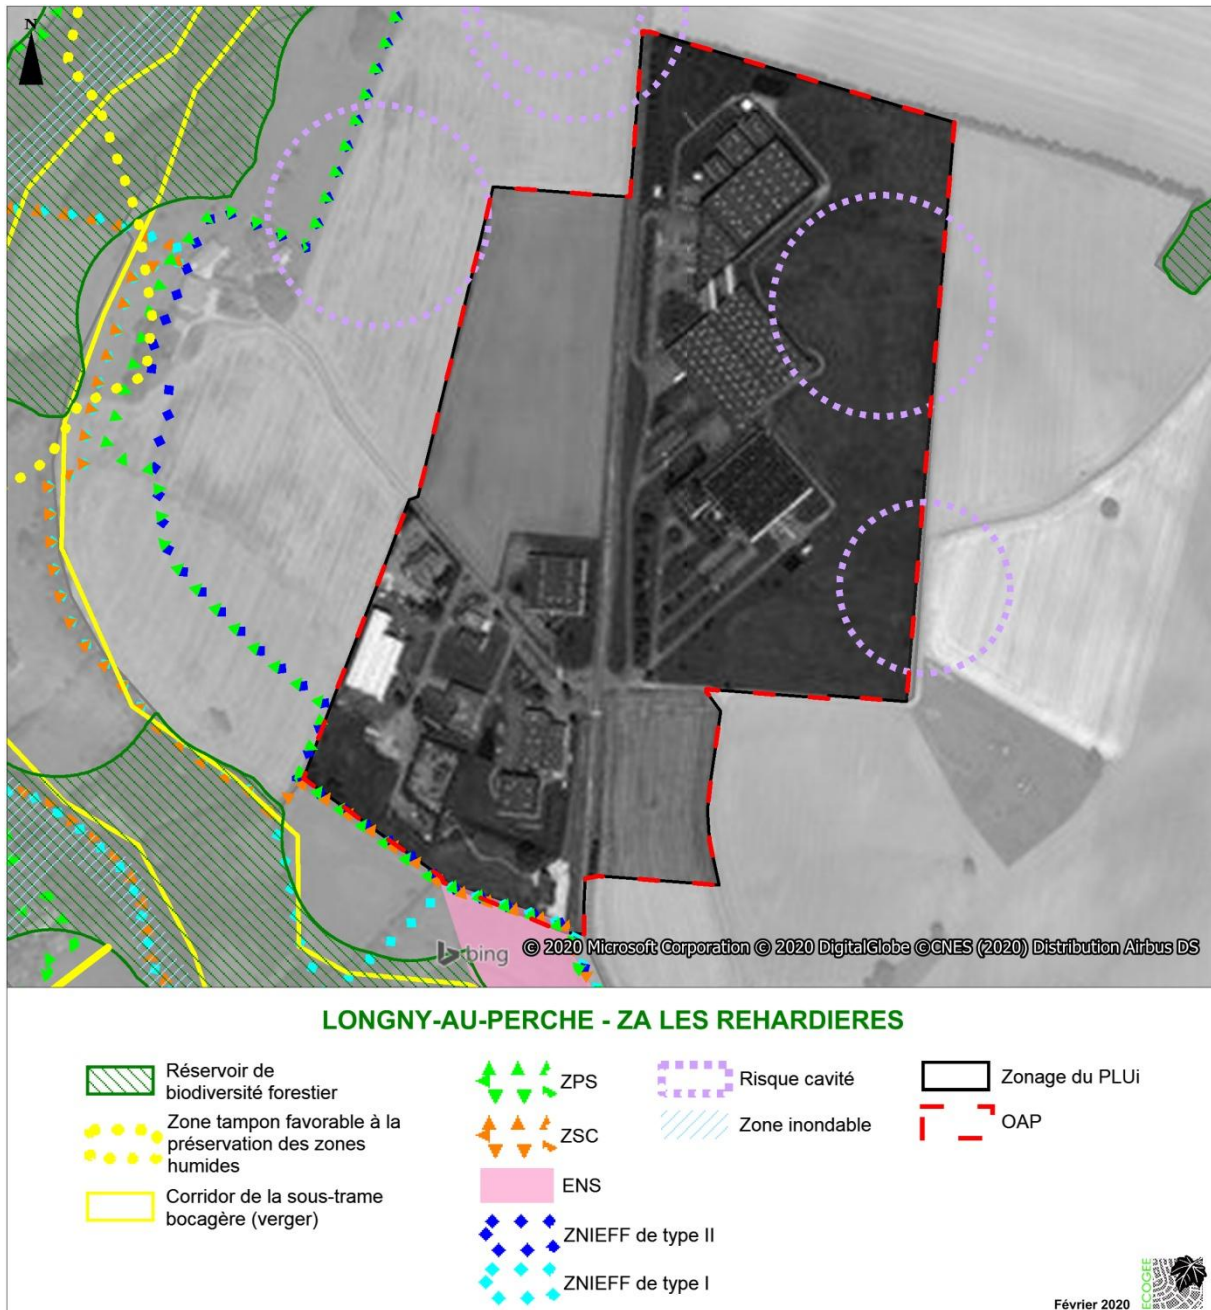 N
bing
© 2020 Microsoft Corporation © 2020 DigitalGlobe ©CNES (2020) Distribution Airbus DS
LONGNY-AU-PERCHE - ZA LES REHARDIERES
Réservoir de
biodiversité forestier
Zone tampon favorable à la
préservation des zones
humides
Corridor de la sous-trame
bocagère (verger)
ZPS
ZSC
ENS
ZNIEFF de type II
ZNIEFF de type I
Risque cavité
Zone inondable
Zonage du PLUi
OAP
Février 2020
ECOGEE